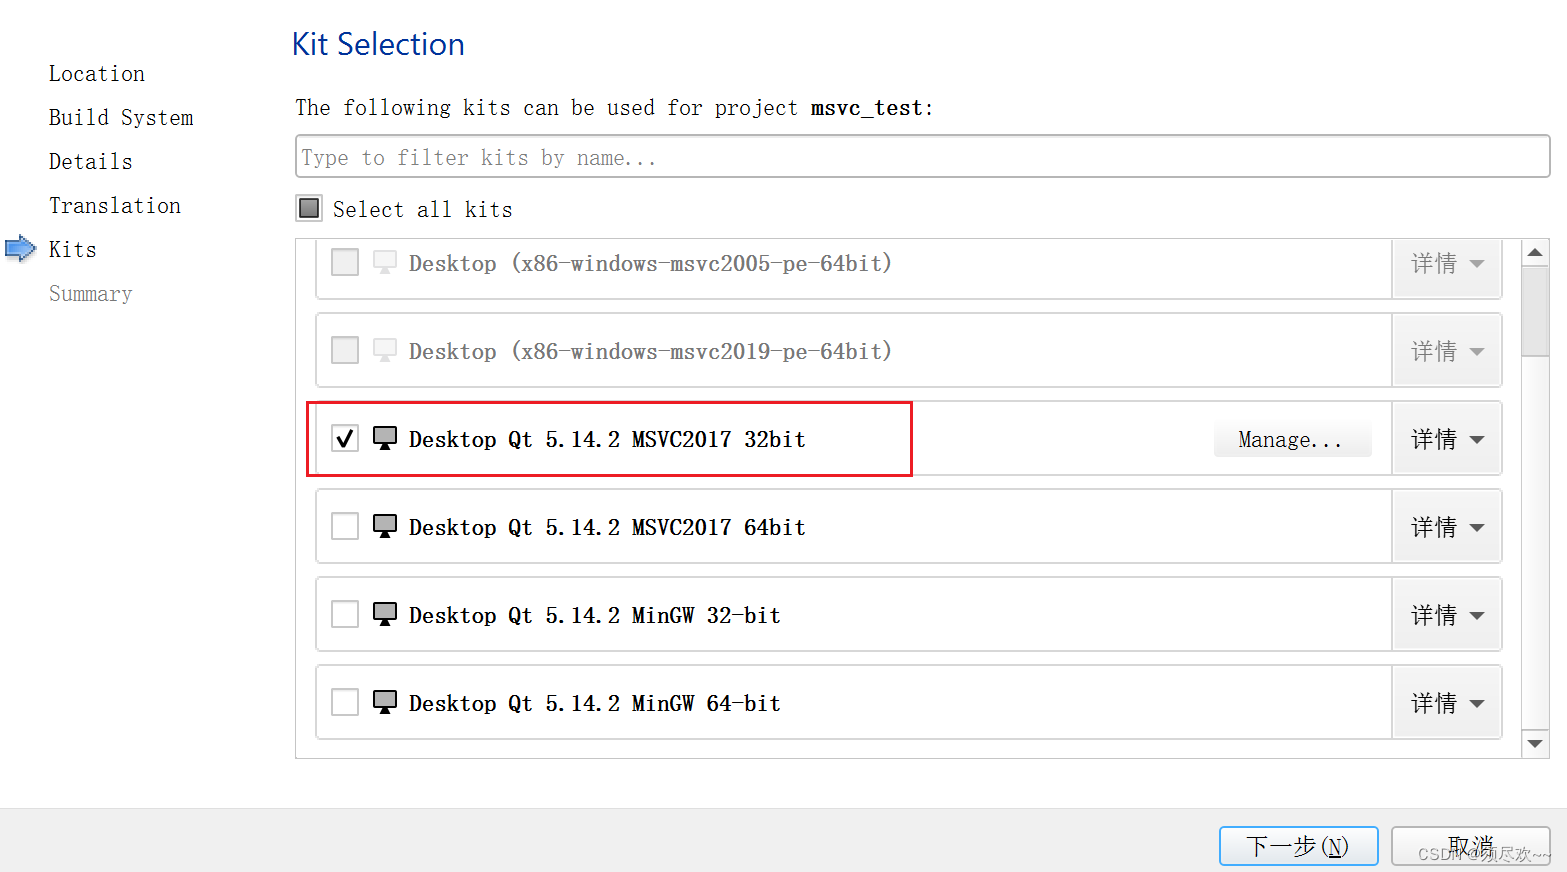 Kit Selection
Location
Build System
Details
Translation
Kits
Summary
The following kits can be used for project msvc_test:
Type to filter kits by name...
Select all kits
Desktop (x86-windows-msvc2005-pe-64bit) 详情
Desktop (x86-windows-msvc2019-pe-64bit) 详情
Desktop Qt 5.14.2 MSVC2017 32bit Manage... 详情
Desktop Qt 5.14.2 MSVC2017 64bit 详情
Desktop Qt 5.14.2 MinGW 32-bit 详情
Desktop Qt 5.14.2 MinGW 64-bit 详情
下一步(N) 取消
CSDN @须尽欢~~